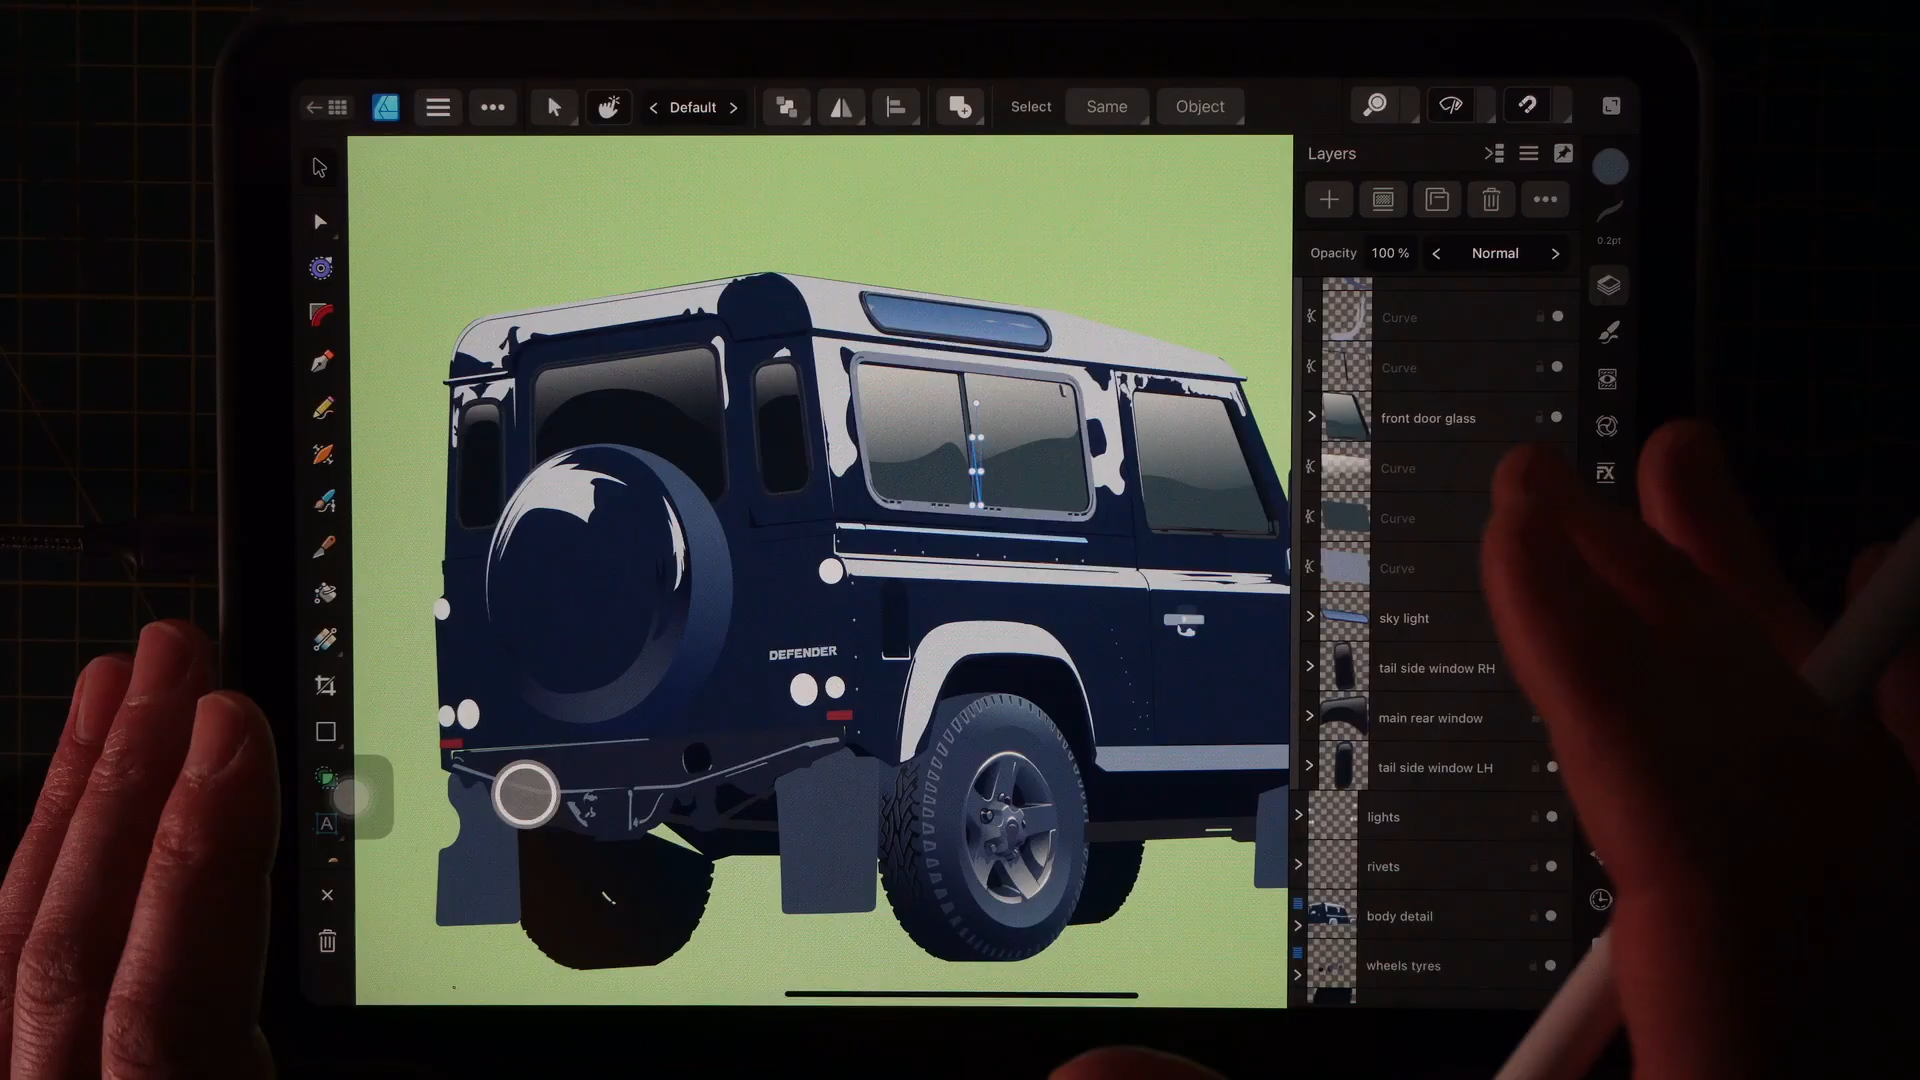 Default
Select
Same
Object
Layers
Opacity 100 %
Normal
0.2pt
Curve
Curve
front door glass
Curve
Curve
Curve
sky light
tail side window RH
main rear window
tail side window LH
lights
rivets
body detail
wheels tyres
FX
A
DEFENDER